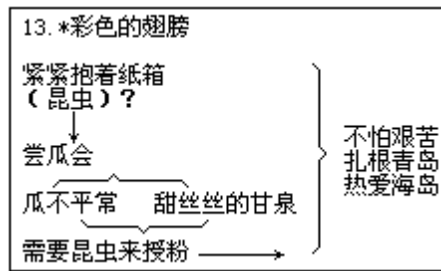 13.*彩色的翅膀
紧紧抱着纸箱
(昆虫)?
尝瓜会
瓜不平常 甜丝丝的甘泉
需要昆虫来授粉
不怕艰苦
扎根青岛
热爱海岛